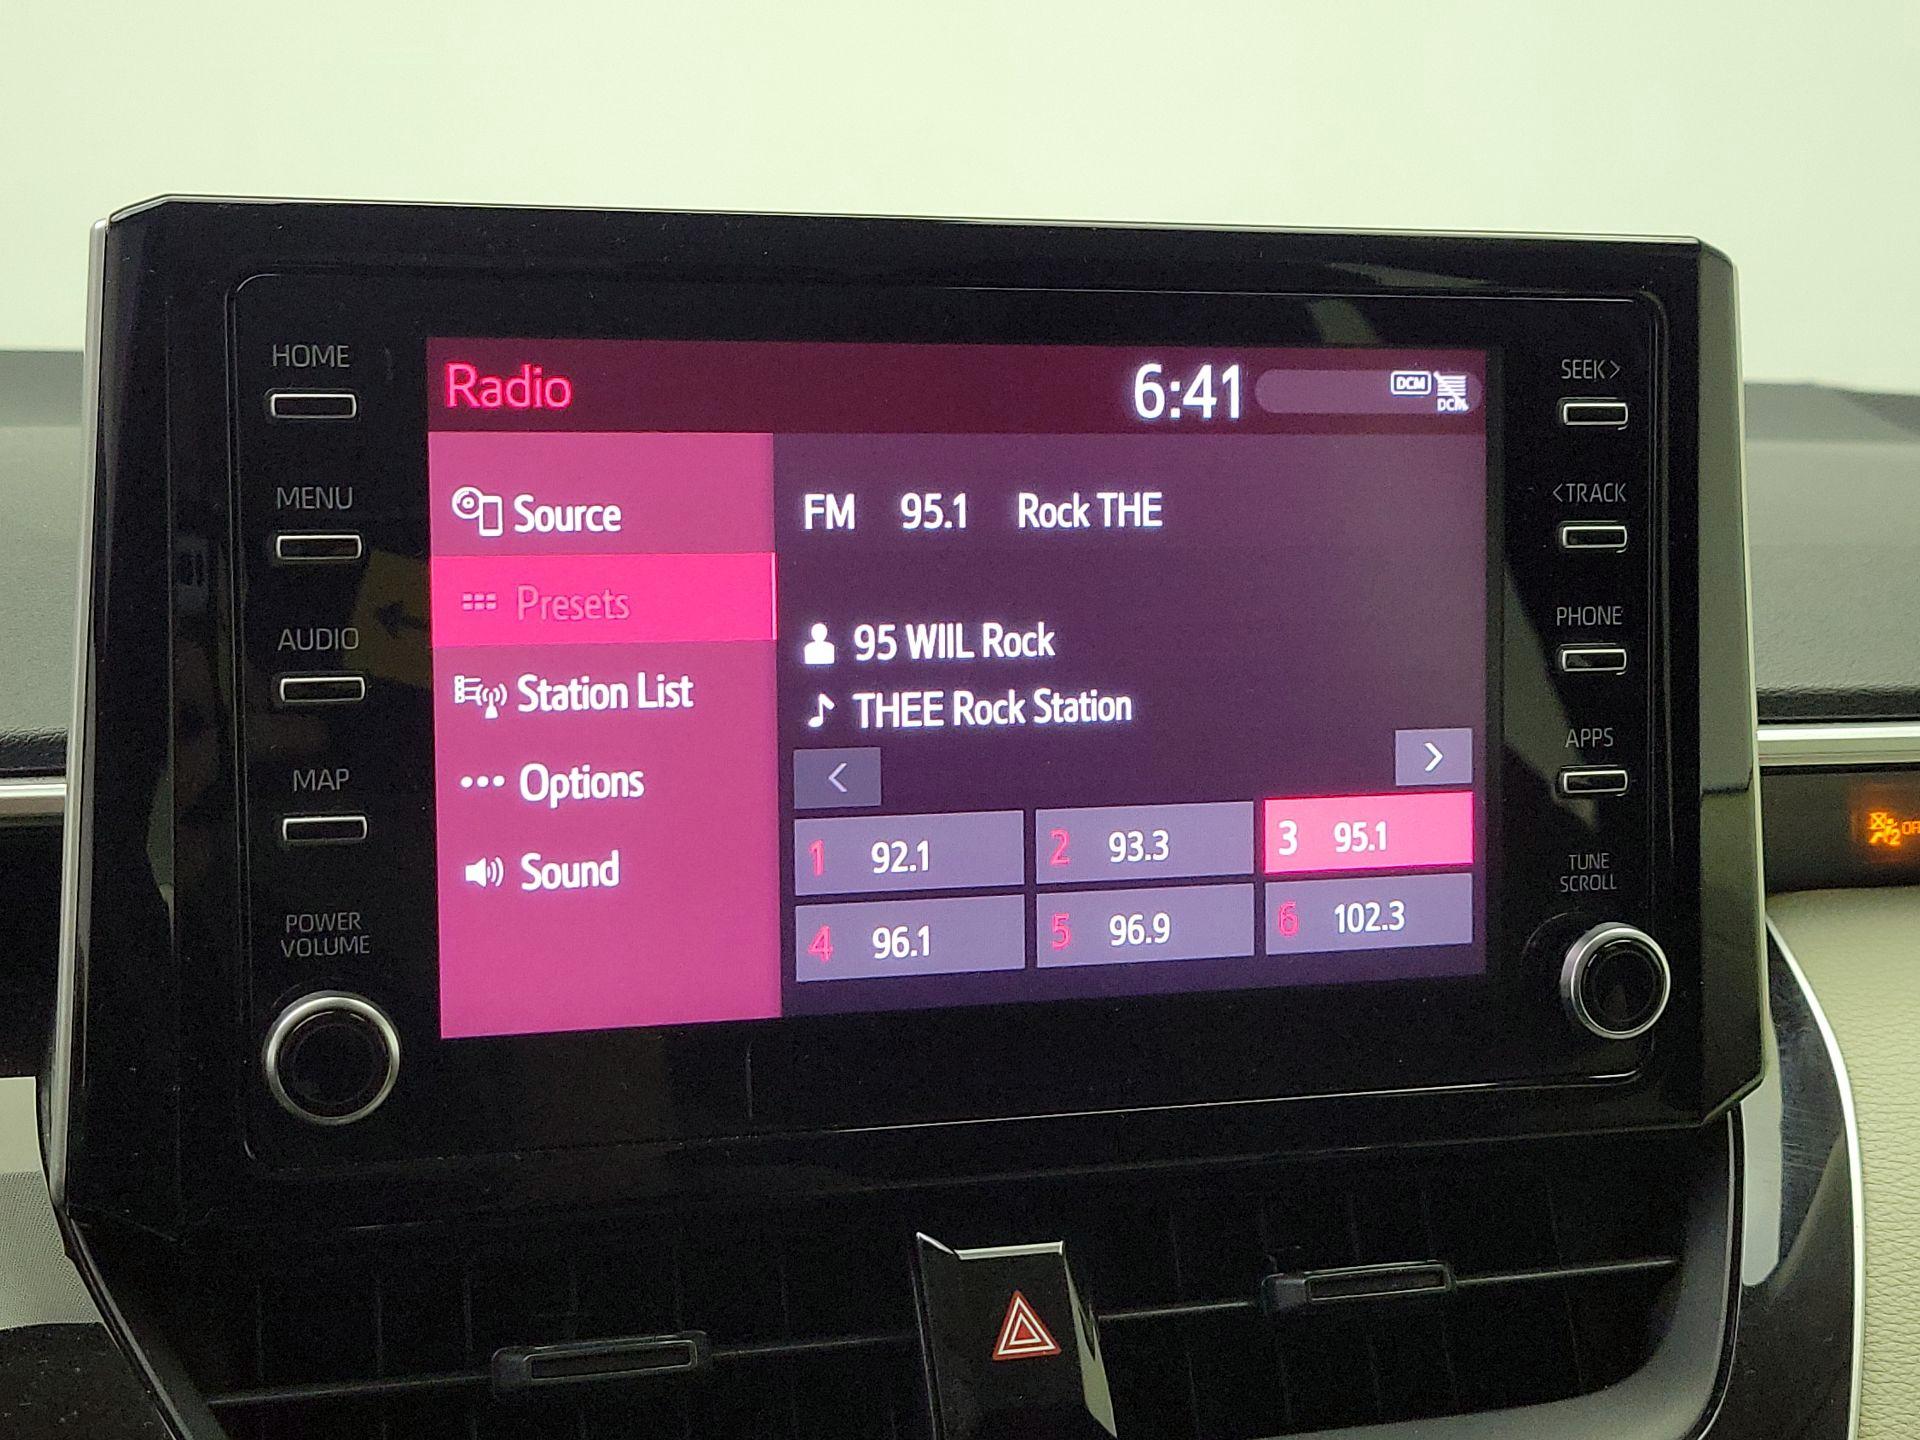 HOME
MENU
AUDIO
MAP
POWER
VOLUME
Radio
6:41
DCM
DCM
Source
Presets
Station List
Options
Sound
FM 95.1 Rock THE
95 WIIL Rock
THEE Rock Station
< >
1 92.1
2 93.3
3 95.1
4 96.1
5 96.9
6 102.3
SEEK>
<TRACK
PHONE
APPS
TUNE
SCROLL
2